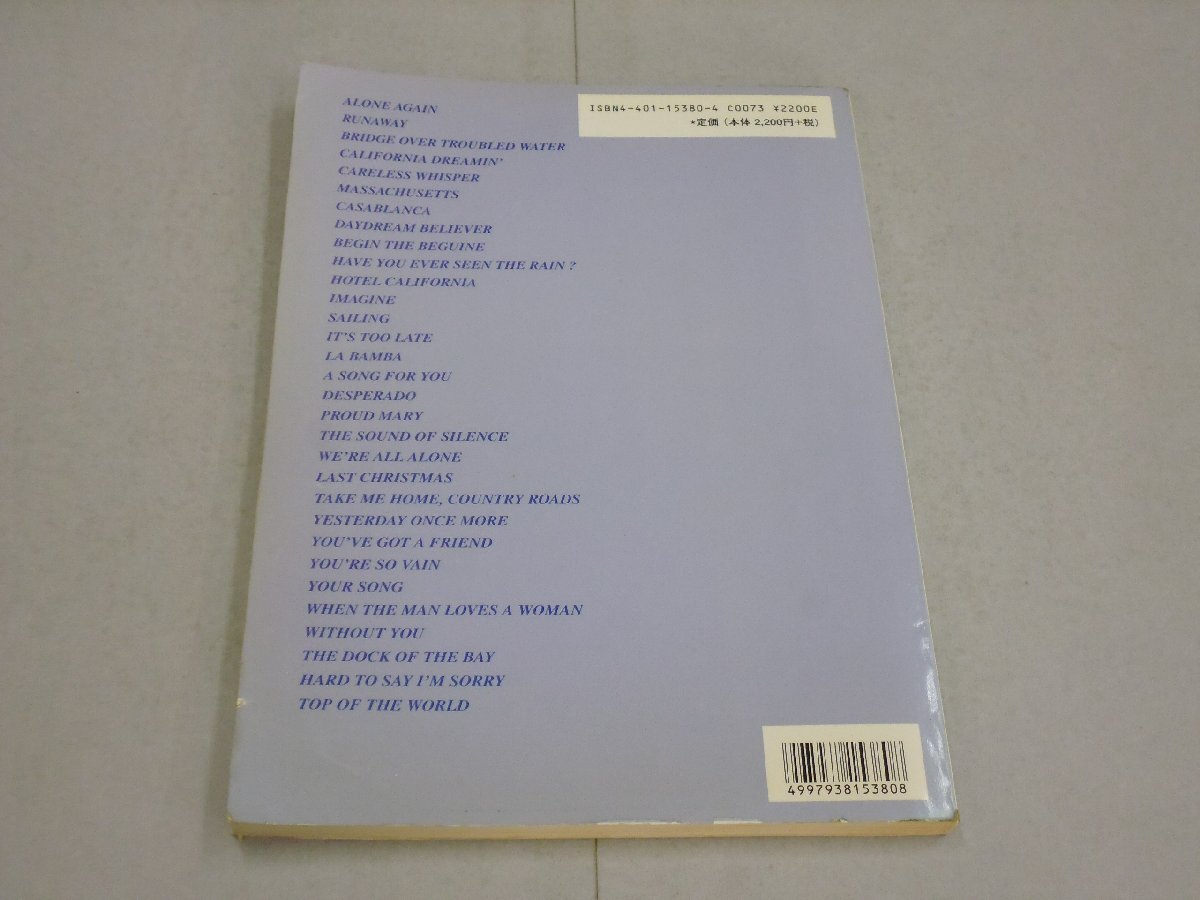 ISBN4-401-15380-4 C0073 ¥2200E
*定価(本体2,200円+税)
ALONE AGAIN
RUNAWAY
BRIDGE OVER TROUBLED WATER
CALIFORNIA DREAMIN'
CARELESS WHISPER
MASSACHUSETTS
CASABLANCA
DAYDREAM BELIEVER
BEGIN THE BEGUINE
HAVE YOU EVER SEEN THE RAIN ?
HOTEL CALIFORNIA
IMAGINE
SAILING
IT'S TOO LATE
LA BAMBA
A SONG FOR YOU
DESPERADO
PROUD MARY
THE SOUND OF SILENCE
WE'RE ALL ALONE
LAST CHRISTMAS
TAKE ME HOME, COUNTRY ROADS
YESTERDAY ONCE MORE
YOU'VE GOT A FRIEND
YOU'RE SO VAIN
YOUR SONG
WHEN THE MAN LOVES A WOMAN
WITHOUT YOU
THE DOCK OF THE BAY
HARD TO SAY I'M SORRY
TOP OF THE WORLD
4997938153808